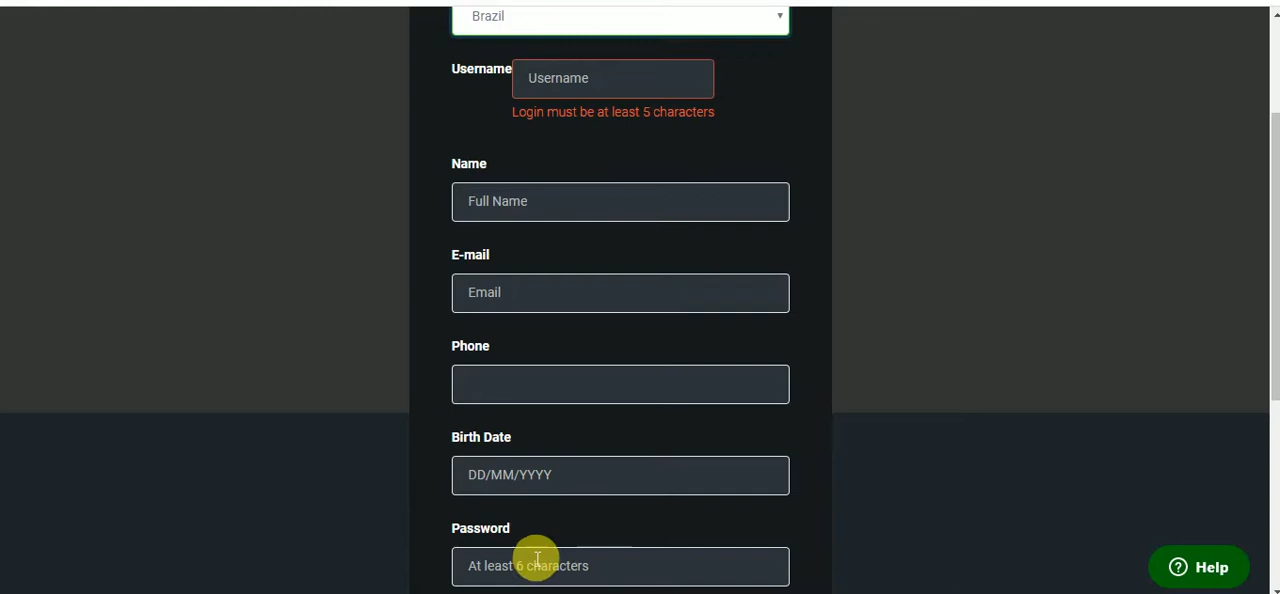 Brazil
Username
Username
Login must be at least 5 characters
Name
Full Name
E-mail
Email
Phone
Birth Date
DD/MM/YYYY
Password
At least 6 characters
Help